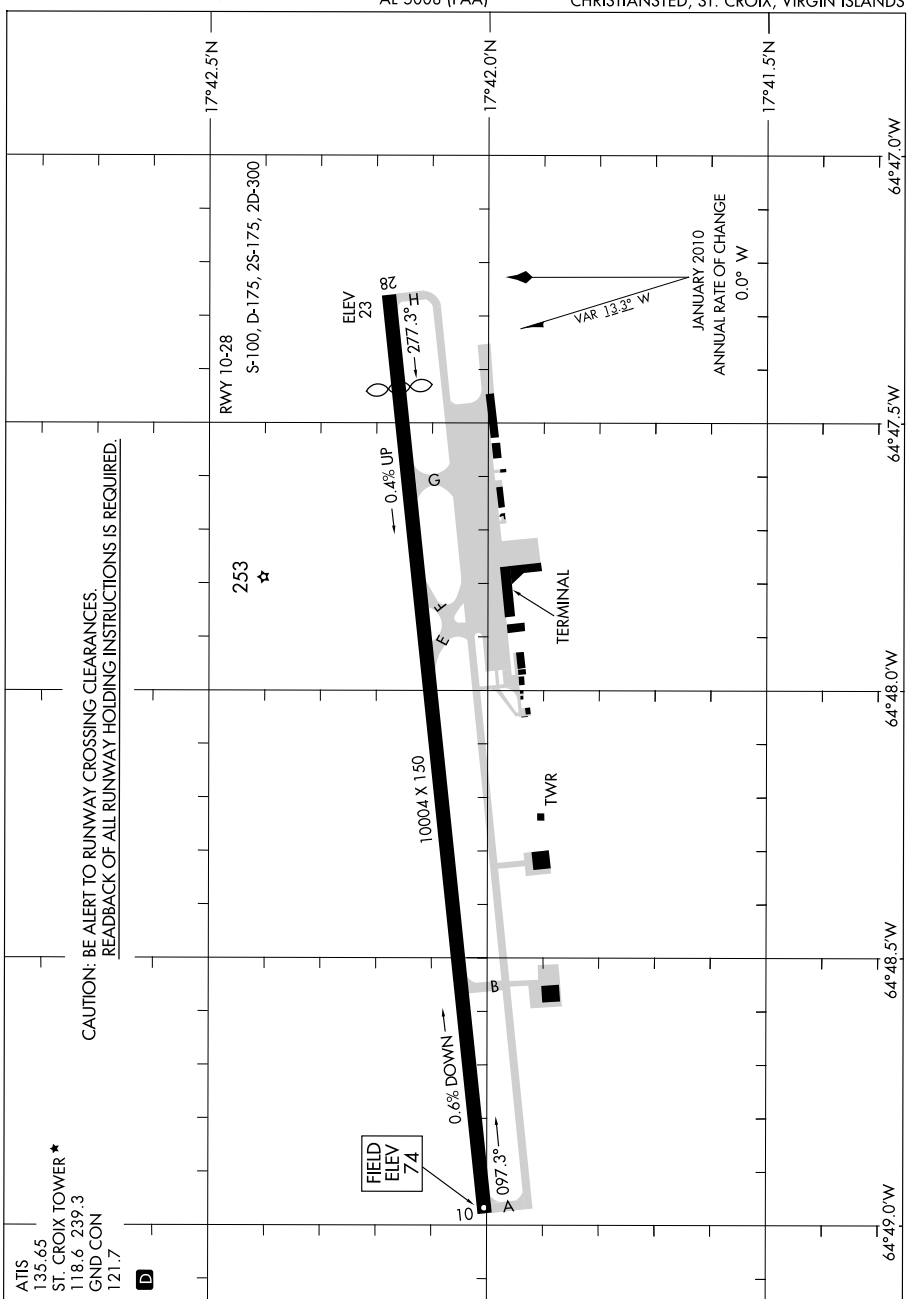 AL-5068 (FAA)
CHRISTIANSTED, ST. CROIX, VIRGIN ISLANDS
ATIS
135.65
ST. CROIX TOWER
118.6 239.3
GND CON
121.7
D
CAUTION: BE ALERT TO RUNWAY CROSSING CLEARANCES.
READBACK OF ALL RUNWAY HOLDING INSTRUCTIONS IS REQUIRED.
17°42.5'N
17°42.0'N
17°41.5'N
RWY 10-28
S-100, D-175, 2S-175, 2D-300
253
ELEV
23
28
H
277.3°
0.4% UP
G
F
E
10004 X 150
TERMINAL
TWR
B
0.6% DOWN
FIELD
ELEV
74
10
097.3°
A
VAR 13.3° W
JANUARY 2010
ANNUAL RATE OF CHANGE
0.0° W
64°49.0'W
64°48.5'W
64°48.0'W
64°47.5'W
64°47.0'W